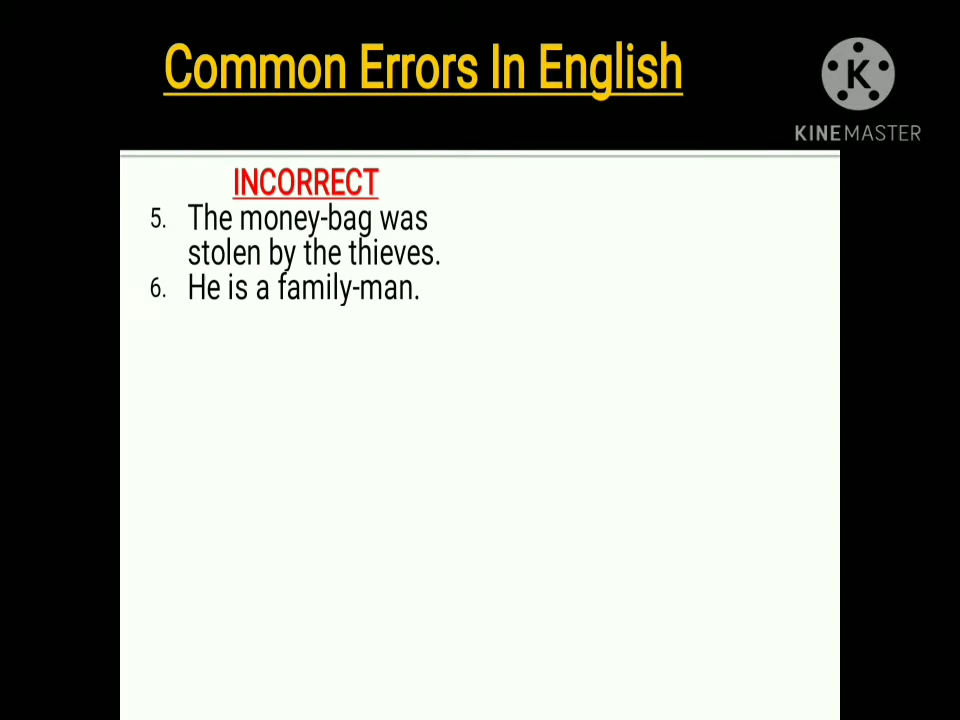 Common Errors In English
K
KINEMASTER
INCORRECT
5. The money-bag was
stolen by the thieves.
6. He is a family-man.